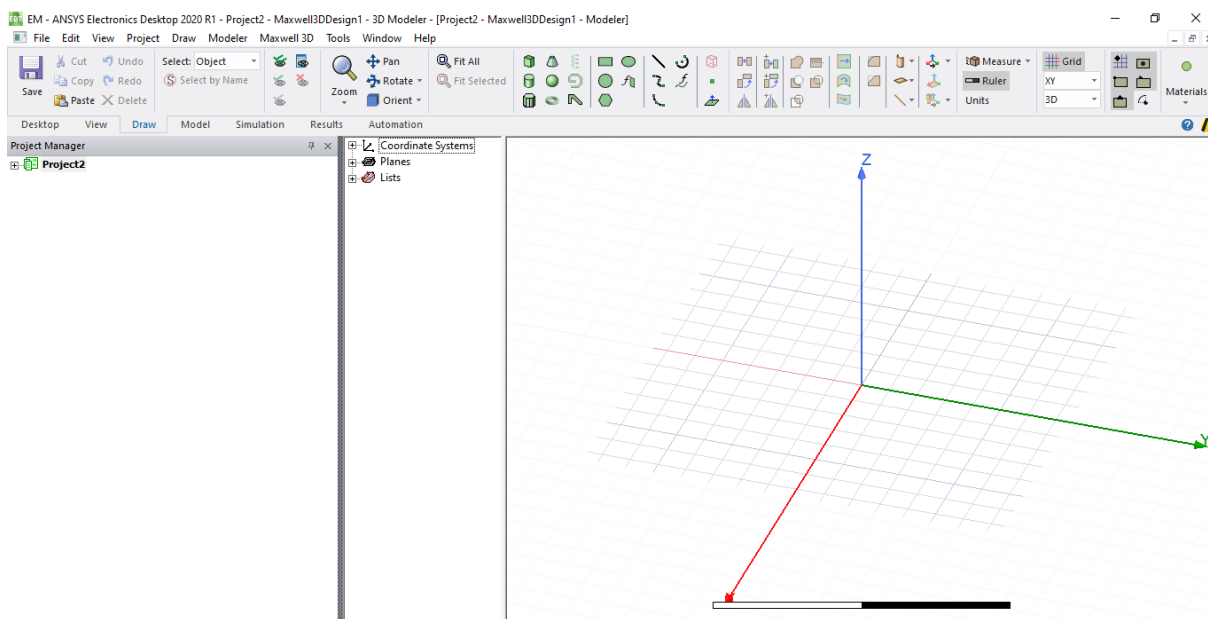 EM - ANSYS Electronics Desktop 2020 R1 - Project2 - Maxwell3DDesign1 - 3D Modeler - [Project2 - Maxwell3DDesign1 - Modeler]
File Edit View Project Draw Modeler Maxwell 3D Tools Window Help
Save
Cut Undo
Copy Redo
Paste Delete
Select: Object
Select by Name
Zoom
Pan
Rotate
Orient
Fit All
Fit Selected
Measure
Ruler
Units
Grid
XY
3D
Materials
Desktop View Draw Model Simulation Results Automation
Project Manager
Project2
Coordinate Systems
Planes
Lists
Z
Y